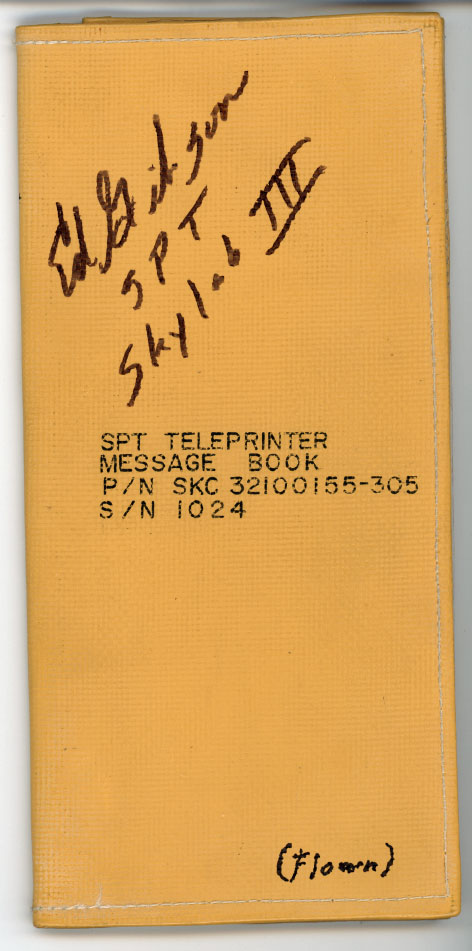 Ed Gibson
SPT
Skylab III
SPT TELEPRINTER
MESSAGE BOOK
P/N SKC 32100155-305
S/N 1024
(Flown)